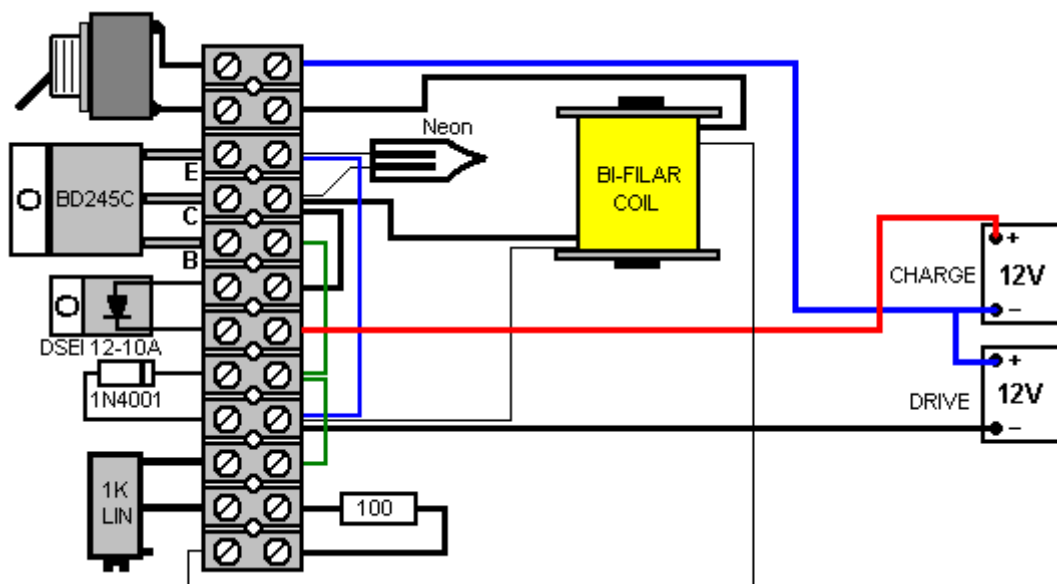 Neon
E
BD245C
C
B
BI-FILAR
COIL
+
CHARGE
12V
−
DSEI 12-10A
+
1N4001
DRIVE
12V
−
1K
LIN
100